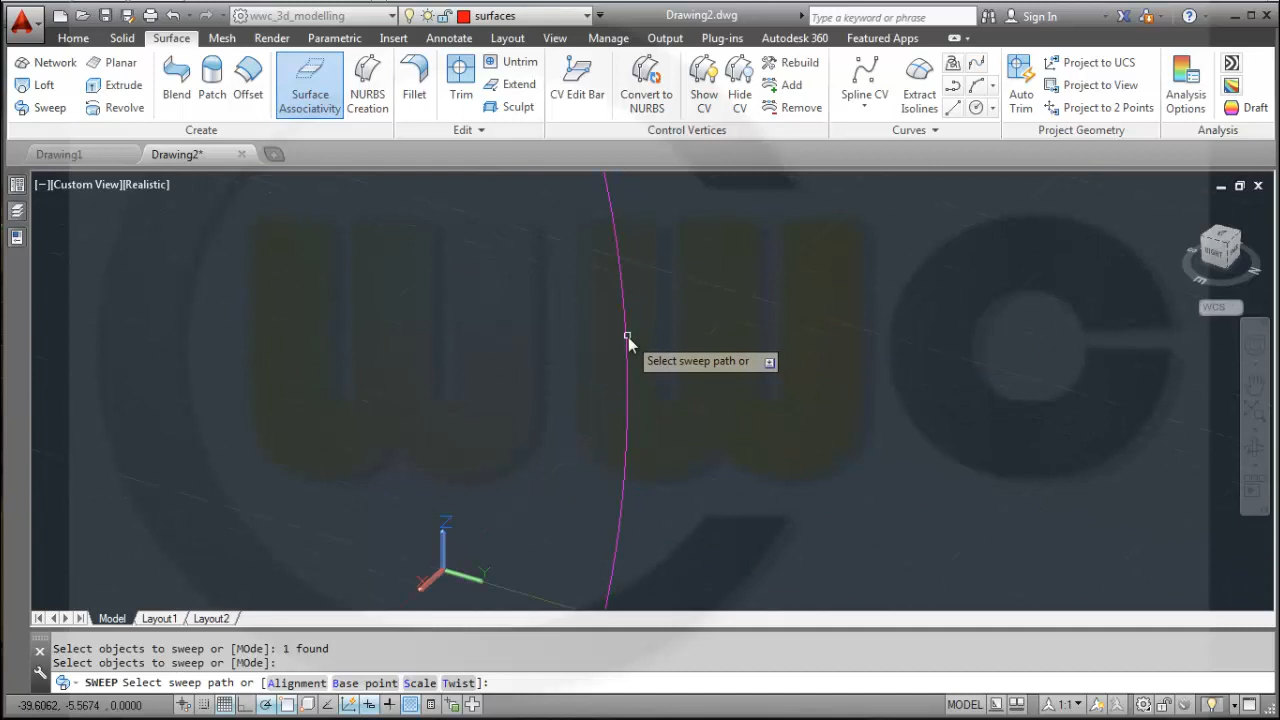 wwc_3d_modelling
surfaces
Drawing2.dwg
Type a keyword or phrase
Sign In
Home Solid Surface Mesh Render Parametric Insert Annotate Layout View Manage Output Plug-ins Autodesk 360 Featured Apps
Network Planar
Loft Extrude
Sweep Revolve
Blend Patch Offset
Surface Associativity
NURBS Creation
Fillet
Trim
Untrim
Extend
Sculpt
CV Edit Bar
Convert to NURBS
Show CV
Hide CV
Rebuild
Add
Remove
Spline CV
Extract Isolines
Auto Trim
Project to UCS
Project to View
Project to 2 Points
Analysis Options
Draft
Create Edit Control Vertices Curves Project Geometry Analysis
Drawing1 Drawing2*
[−][Custom View][Realistic]
wwc
RIGHT
WCS
Select sweep path or
Z
X Y
Model Layout1 Layout2
Select objects to sweep or [MOde]: 1 found
Select objects to sweep or [MOde]:
SWEEP Select sweep path or [Alignment Base point Scale Twist]:
-39.6062, -5.5674, 0.0000
MODEL
1:1